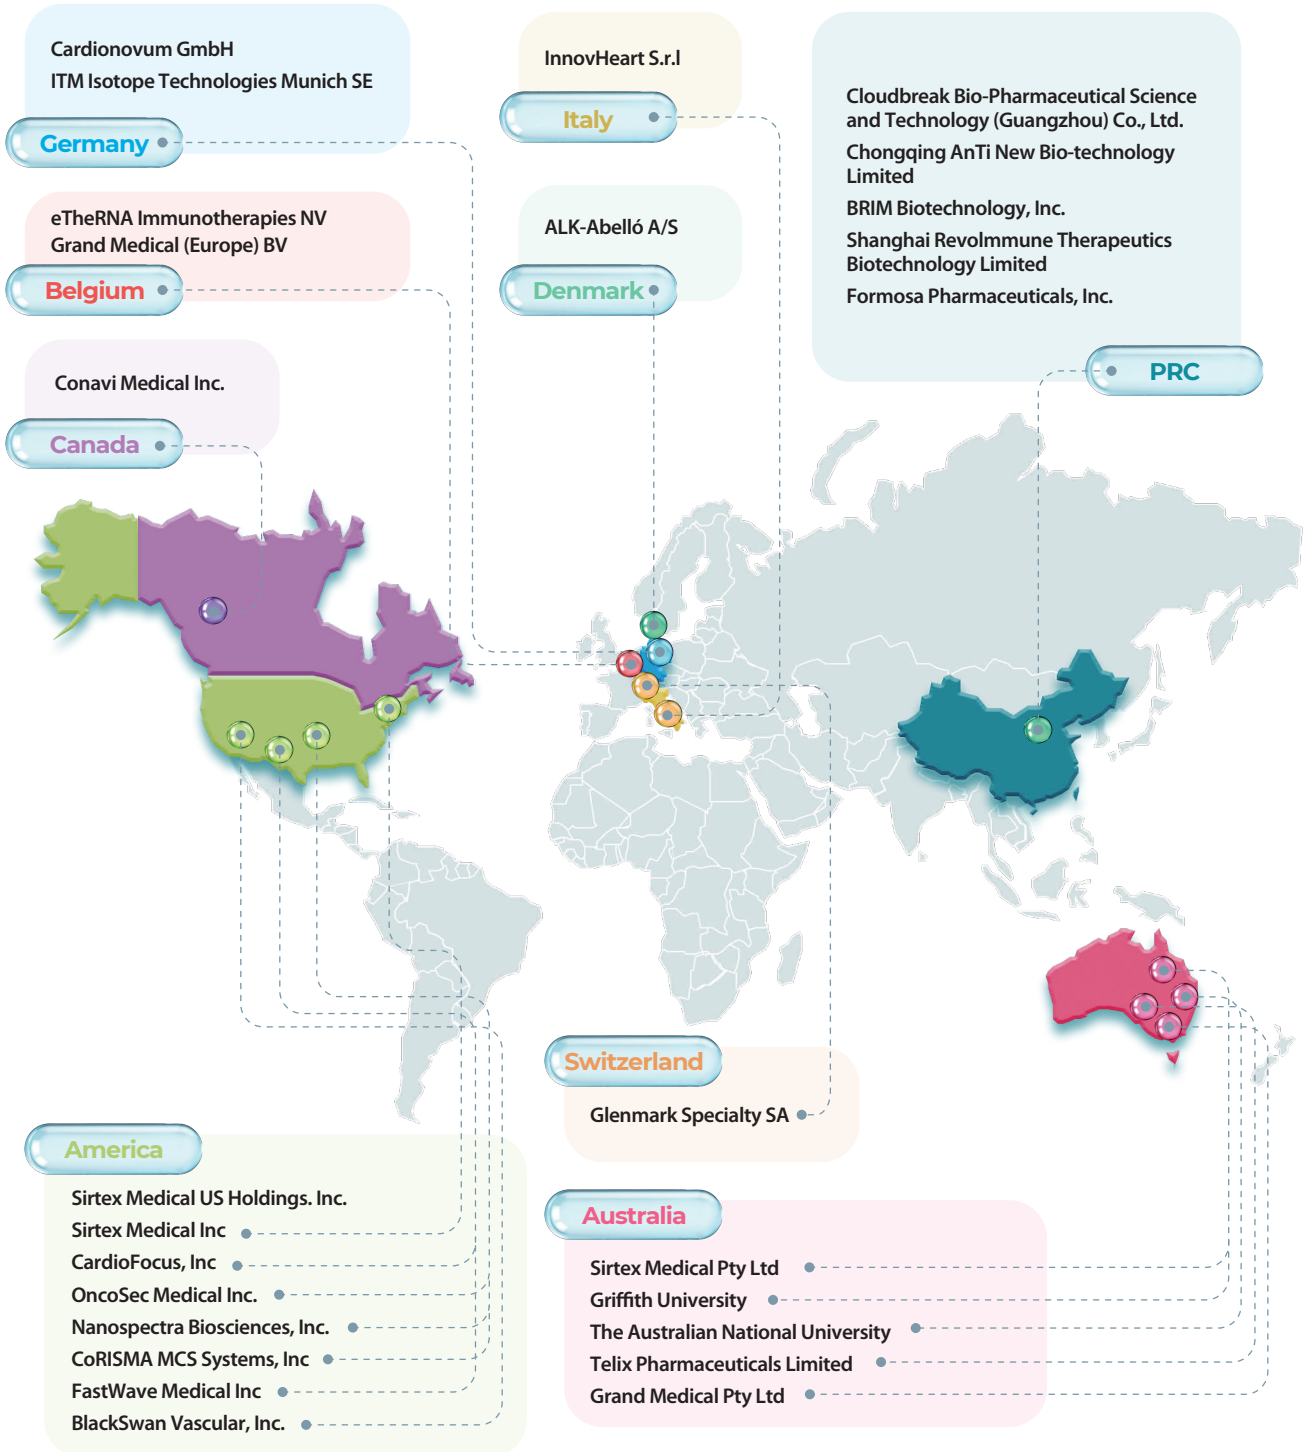 Cardionovum GmbH
ITM Isotope Technologies Munich SE
Germany
InnovHeart S.r.l
Italy
Cloudbreak Bio-Pharmaceutical Science
and Technology (Guangzhou) Co., Ltd.
Chongqing AnTi New Bio-technology
Limited
BRIM Biotechnology, Inc.
Shanghai RevoImmune Therapeutics
Biotechnology Limited
Formosa Pharmaceuticals, Inc.
PRC
eTheRNA Immunotherapies NV
Grand Medical (Europe) BV
Belgium
ALK-Abelló A/S
Denmark
Conavi Medical Inc.
Canada
Switzerland
Glenmark Specialty SA
America
Sirtex Medical US Holdings. Inc.
Sirtex Medical Inc
CardioFocus, Inc
OncoSec Medical Inc.
Nanospectra Biosciences, Inc.
CoRISMA MCS Systems, Inc
FastWave Medical Inc
BlackSwan Vascular, Inc.
Australia
Sirtex Medical Pty Ltd
Griffith University
The Australian National University
Telix Pharmaceuticals Limited
Grand Medical Pty Ltd